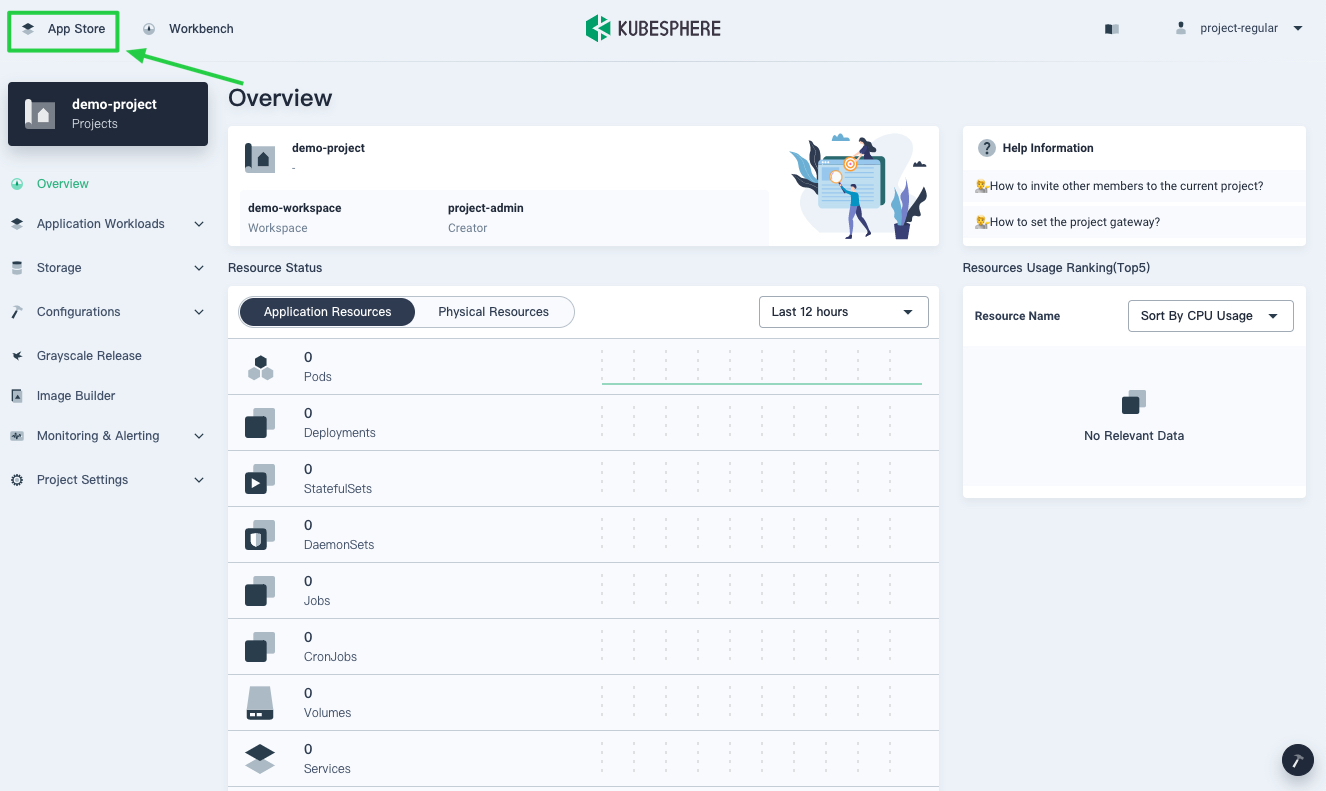 App Store
Workbench
KUBESPHERE
project-regular
demo-project
Projects
Overview
Application Workloads
Storage
Configurations
Grayscale Release
Image Builder
Monitoring & Alerting
Project Settings
Overview
demo-project
-
demo-workspace
Workspace
project-admin
Creator
Help Information
How to invite other members to the current project?
How to set the project gateway?
Resource Status
Application Resources
Physical Resources
Last 12 hours
0
Pods
0
Deployments
0
StatefulSets
0
DaemonSets
0
Jobs
0
CronJobs
0
Volumes
0
Services
Resources Usage Ranking(Top5)
Resource Name
Sort By CPU Usage
No Relevant Data